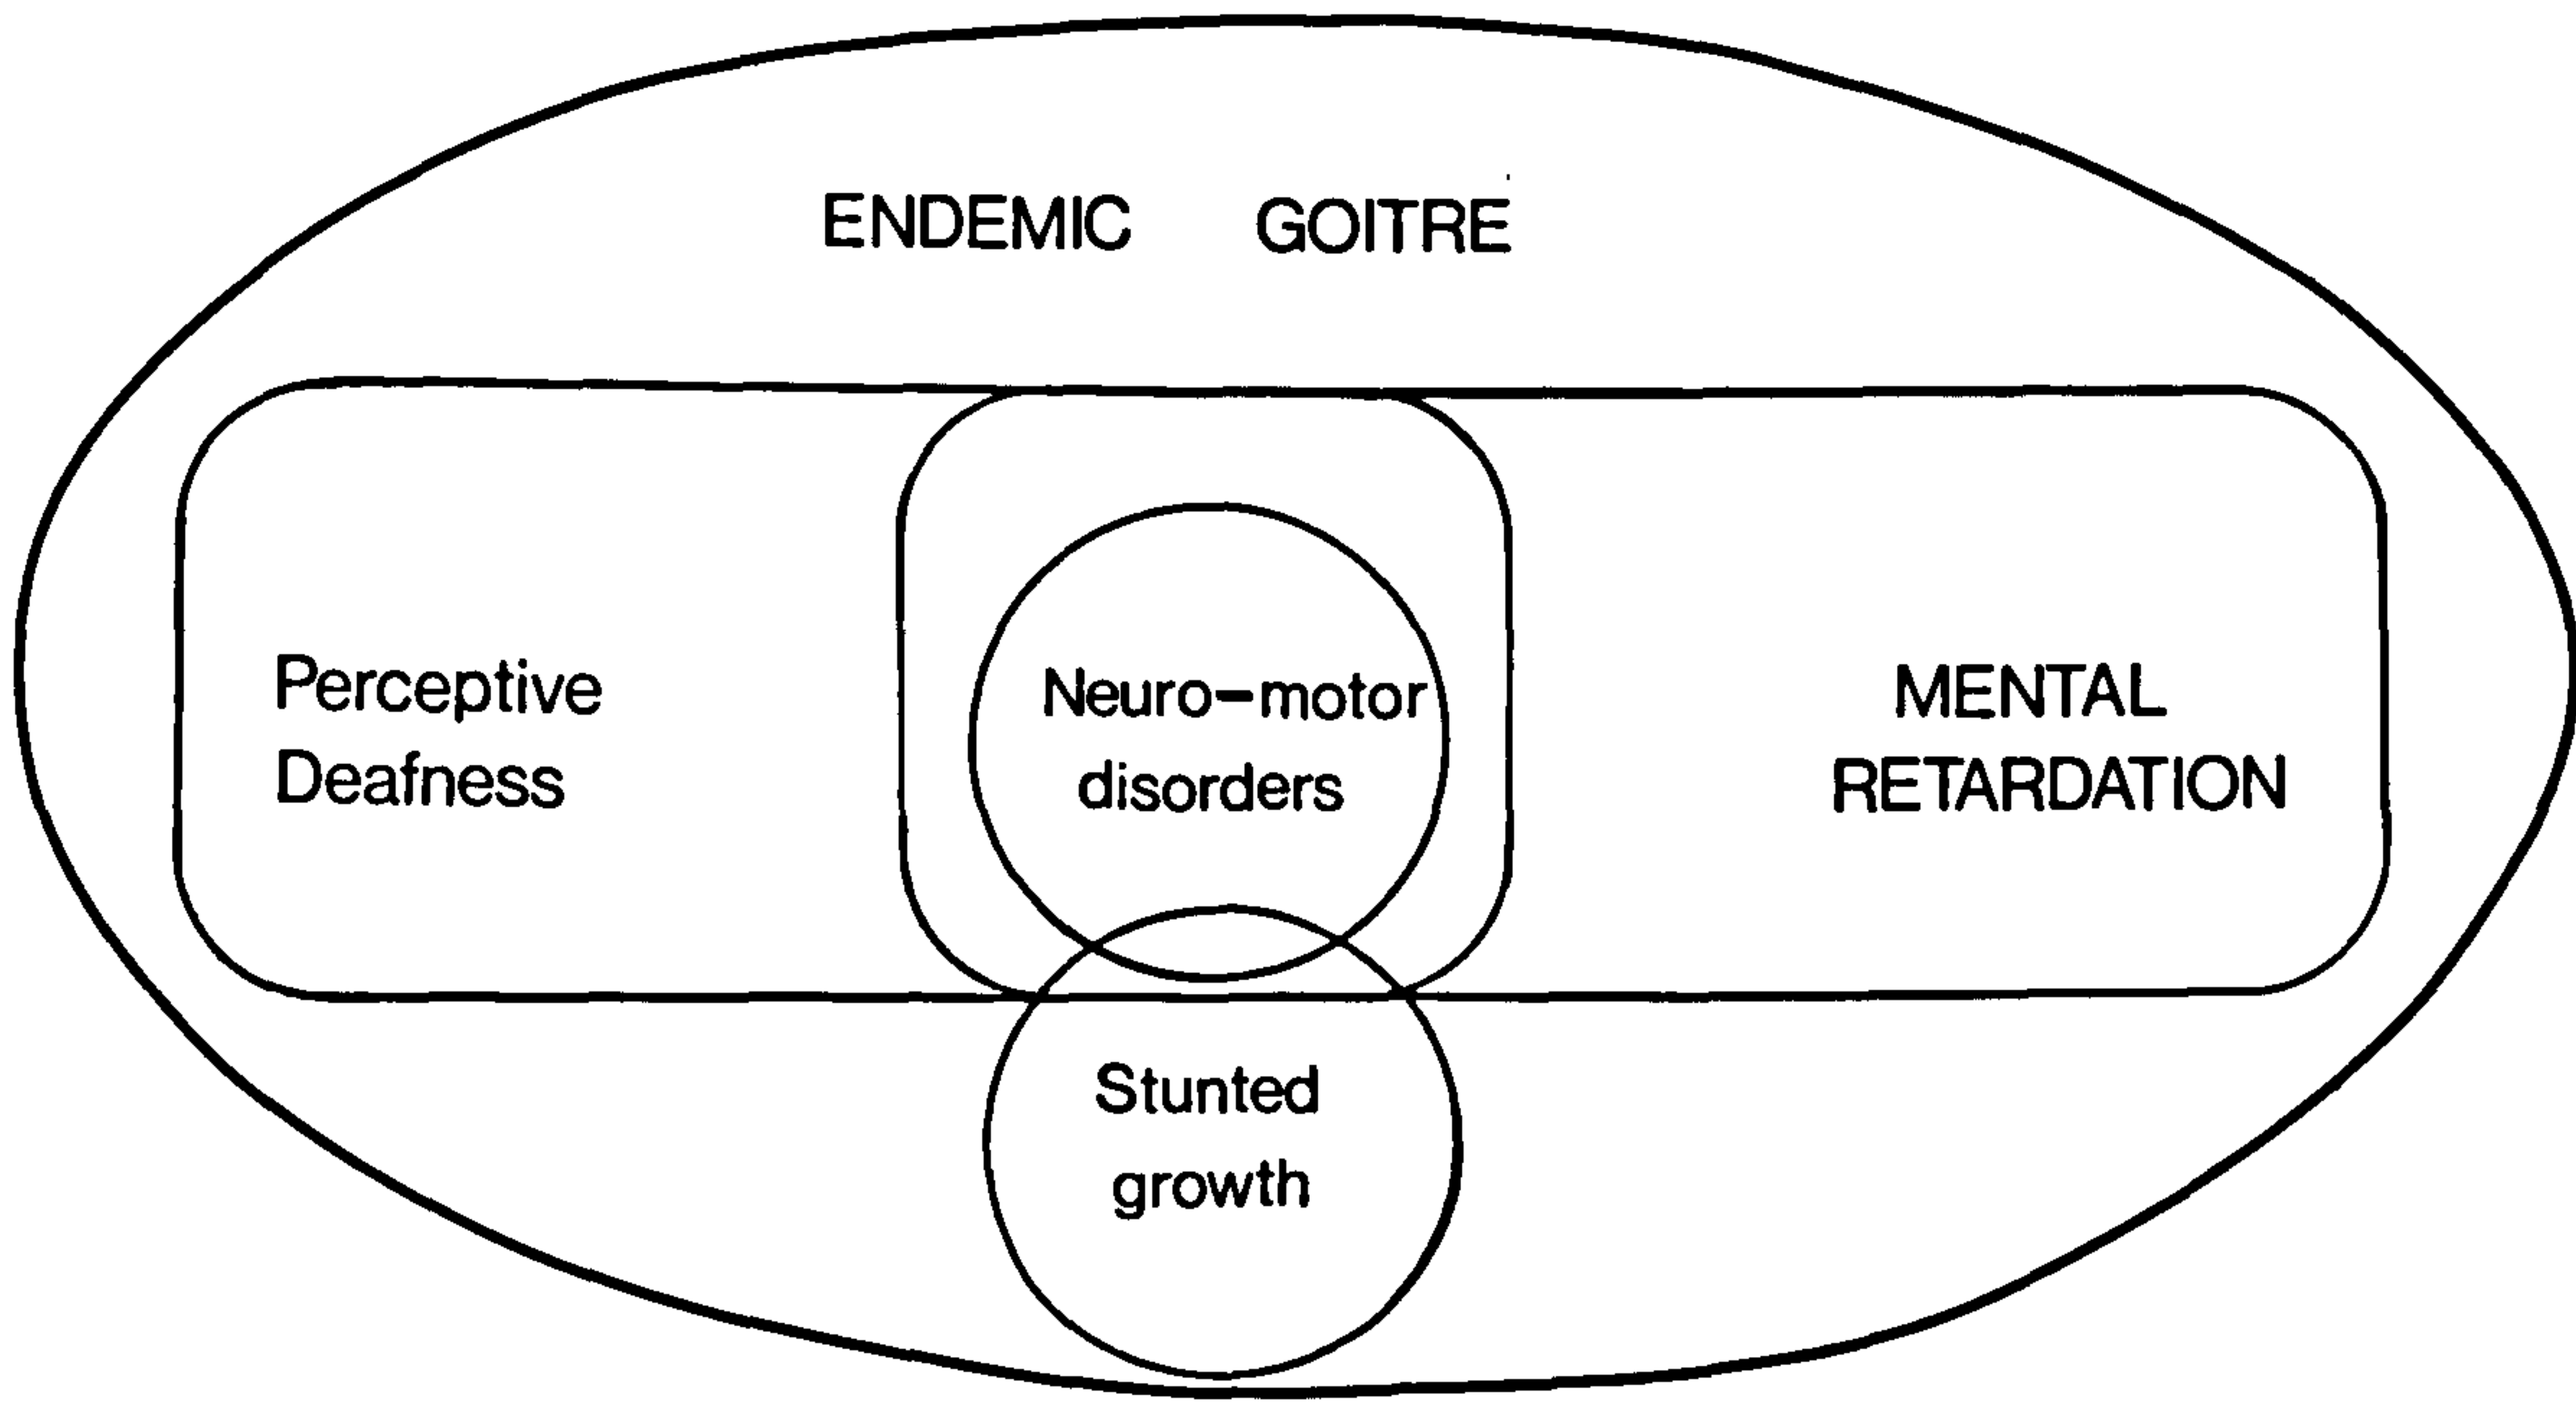 ENDEMIC GOITRE
Perceptive
Deafness
Neuro-motor
disorders
MENTAL
RETARDATION
Stunted
growth